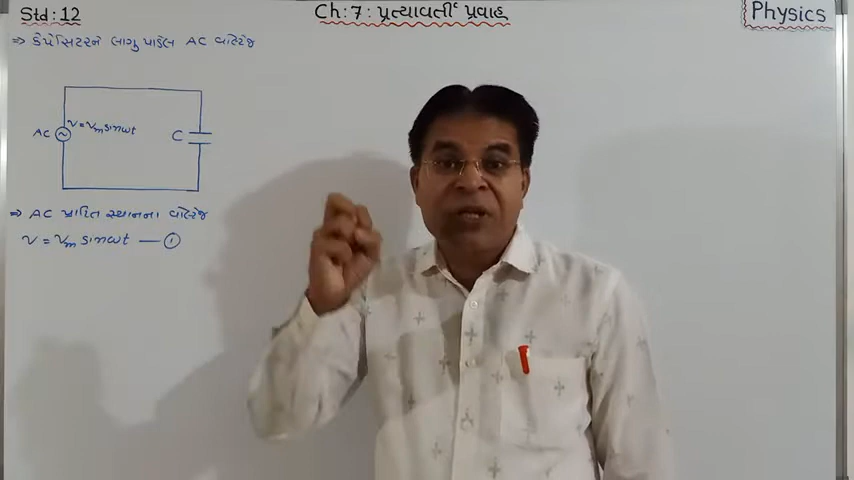 Std:12
Ch:7: પ્રત્યાવર્તી પ્રવાહ
Physics
⇒ કેપેસિટરને લાગુ પાડેલ AC વોલ્ટેજ
AC
v=vₘsinωt
C
⇒ AC પ્રાપ્તિ સ્થાનના વોલ્ટેજ
v = vₘ sinωt — ①